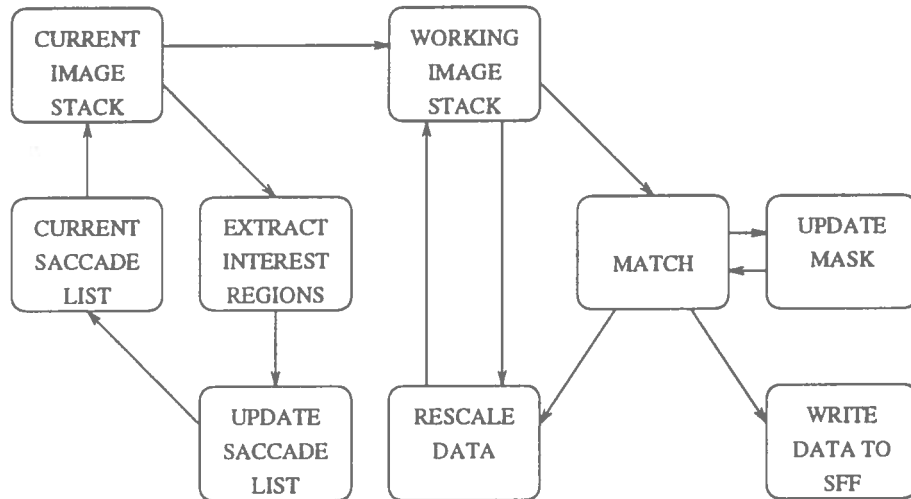 CURRENT
IMAGE
STACK
WORKING
IMAGE
STACK
CURRENT
SACCADE
LIST
EXTRACT
INTEREST
REGIONS
MATCH
UPDATE
MASK
UPDATE
SACCADE
LIST
RESCALE
DATA
WRITE
DATA TO
SFF